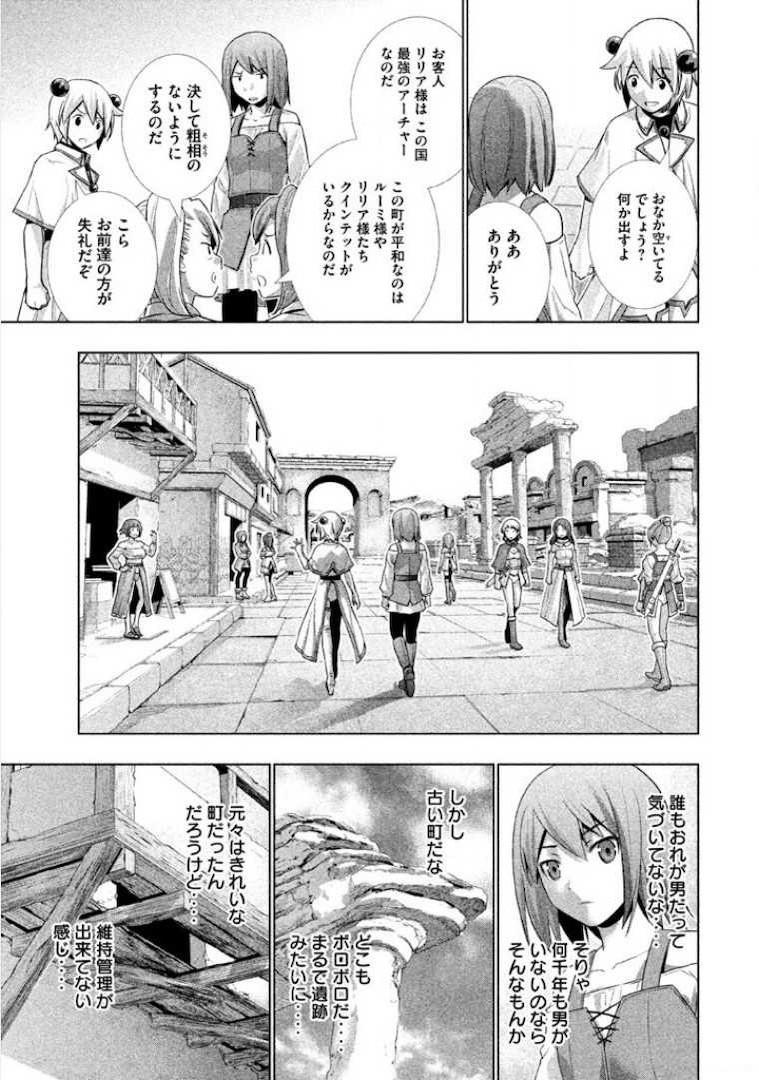 おなか空いてる
でしょう？
何か出すよ
ああ
ありがとう
お客人
リリア様は この国
最強のアーチャー
なのだ
この町が平和なのは
ルーミ様や
リリア様たち
クインテットが
いるからなのだ
決して粗相の
ないように
するのだ
こら
お前達の方が
失礼だぞ
誰もおれが男だって
気づいてないな‥‥
そりゃ
何千年も男が
いないのなら
そんなもんか
しかし
古い町だな
どこも
ボロボロだ‥‥
まるで遺跡
みたいに‥‥
元々はきれいな
町だったん
だろうけど‥‥
維持管理が
出来てない
感じ‥‥